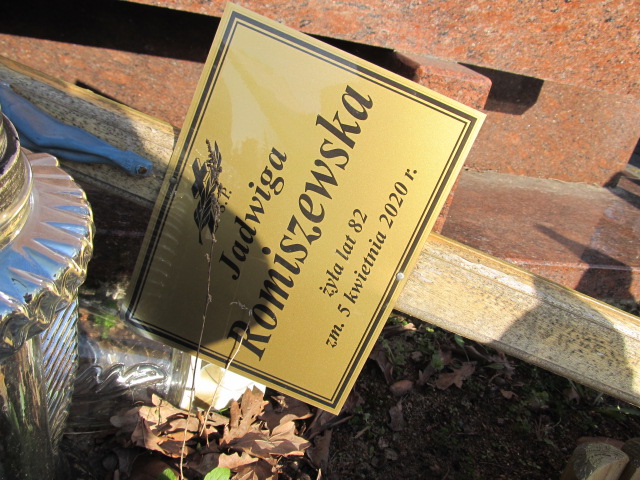 Ś.†P.
Jadwiga
Romiszewska
żyła lat 82
zm. 5 kwietnia 2020 r.